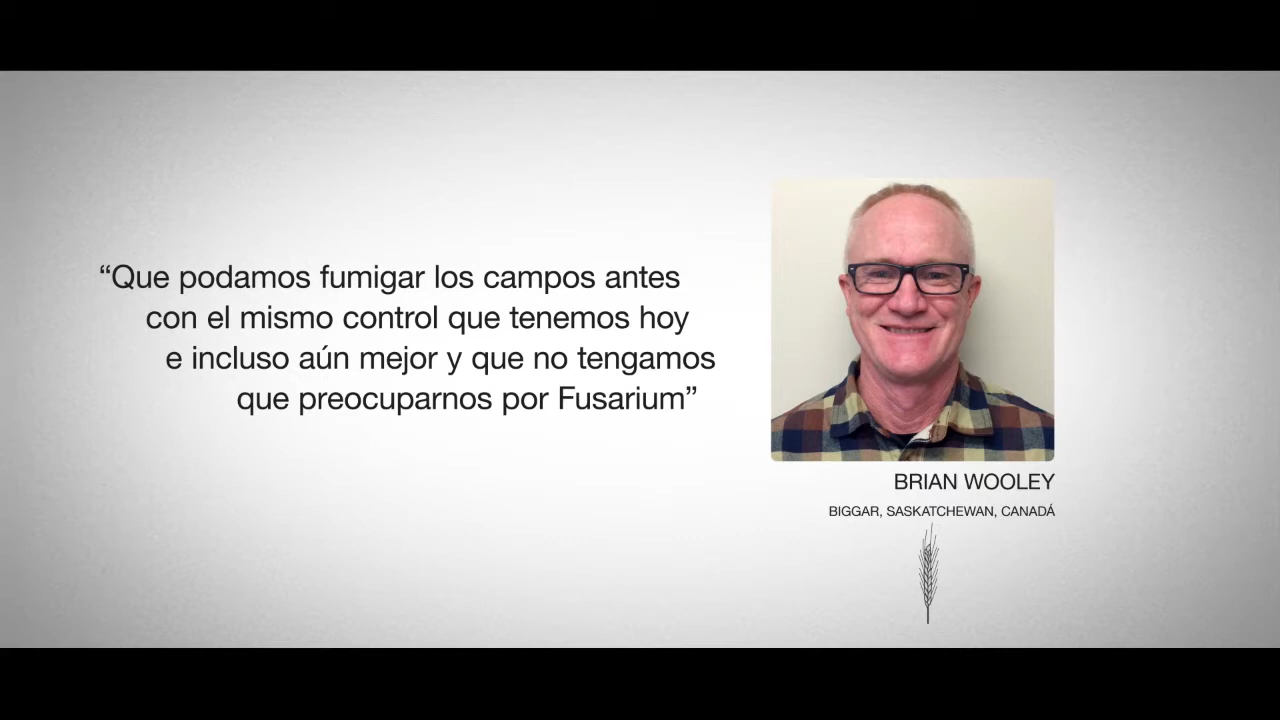 “Que podamos fumigar los campos antes
con el mismo control que tenemos hoy
e incluso aún mejor y que no tengamos
que preocuparnos por Fusarium”
BRIAN WOOLEY
BIGGAR, SASKATCHEWAN, CANADÁ